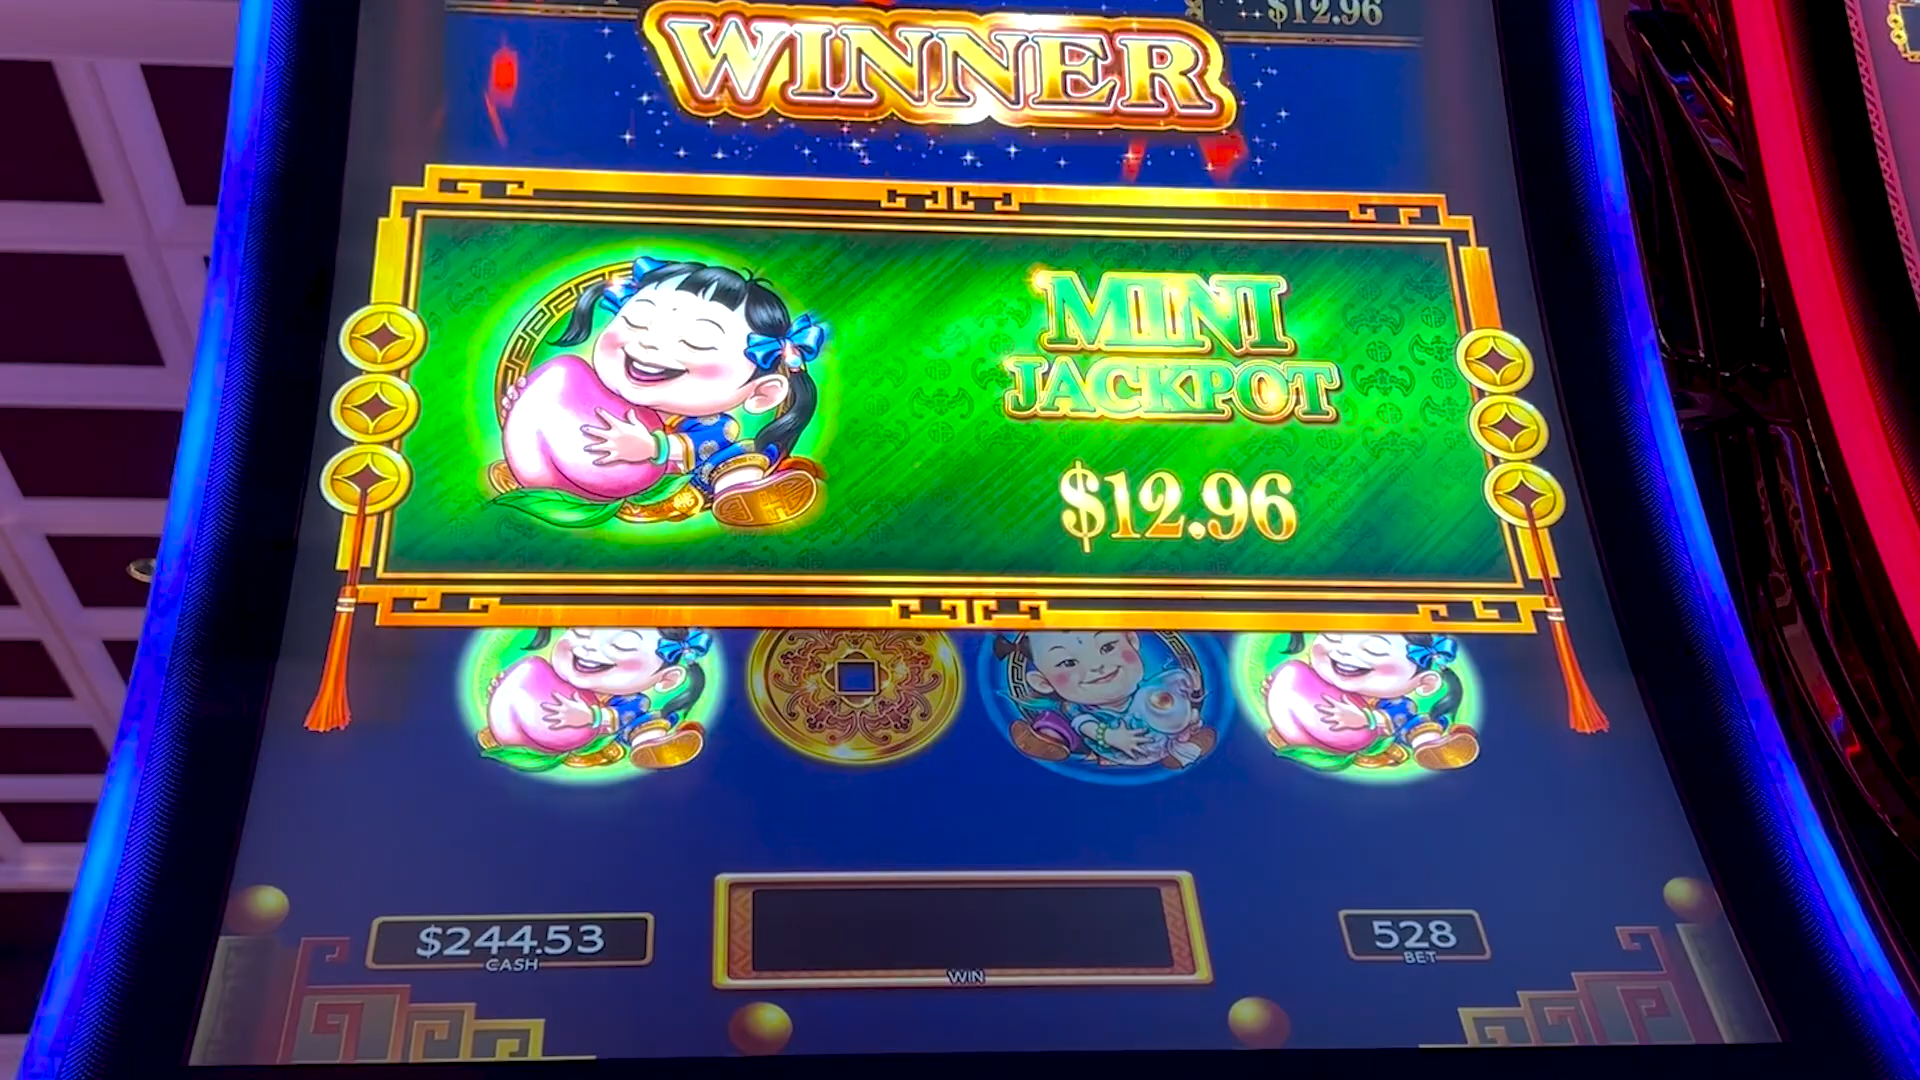 $12.96
WINNER
MINI
JACKPOT
$12.96
$244.53
CASH
WIN
528
BET